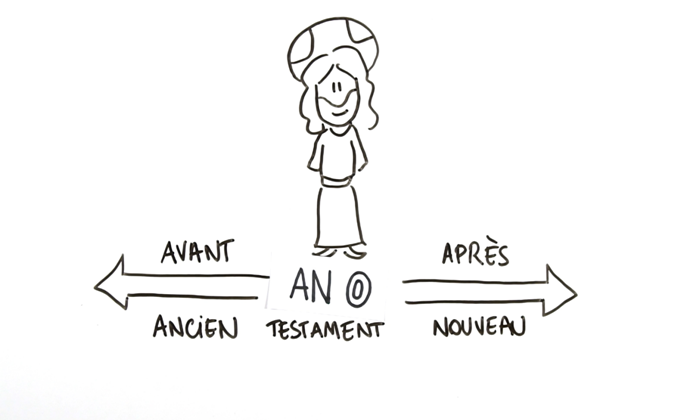 AVANT
APRÈS
AN 0
ANCIEN TESTAMENT NOUVEAU